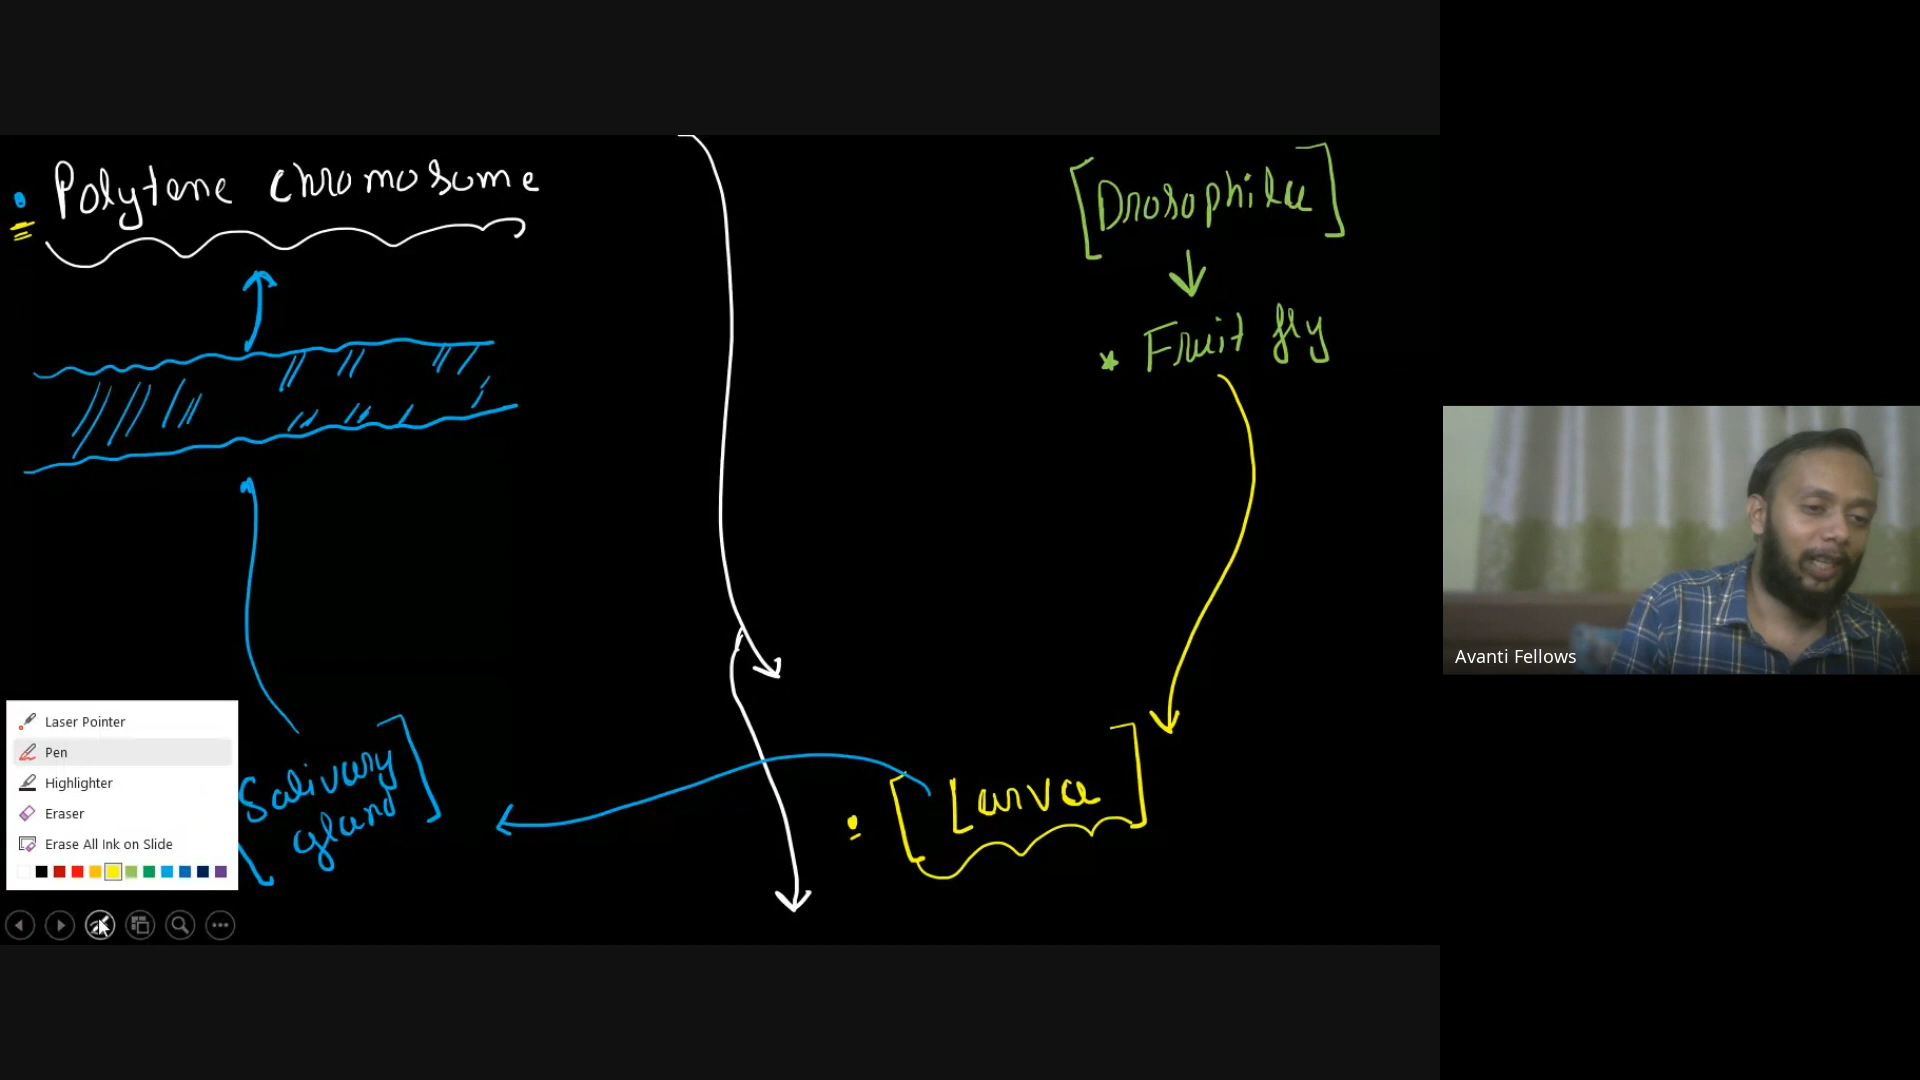 Polytene chromosome
[Drosophila]
* Fruit fly
[Larva]
[Salivary
gland]
Laser Pointer
Pen
Highlighter
Eraser
Erase All Ink on Slide
Avanti Fellows